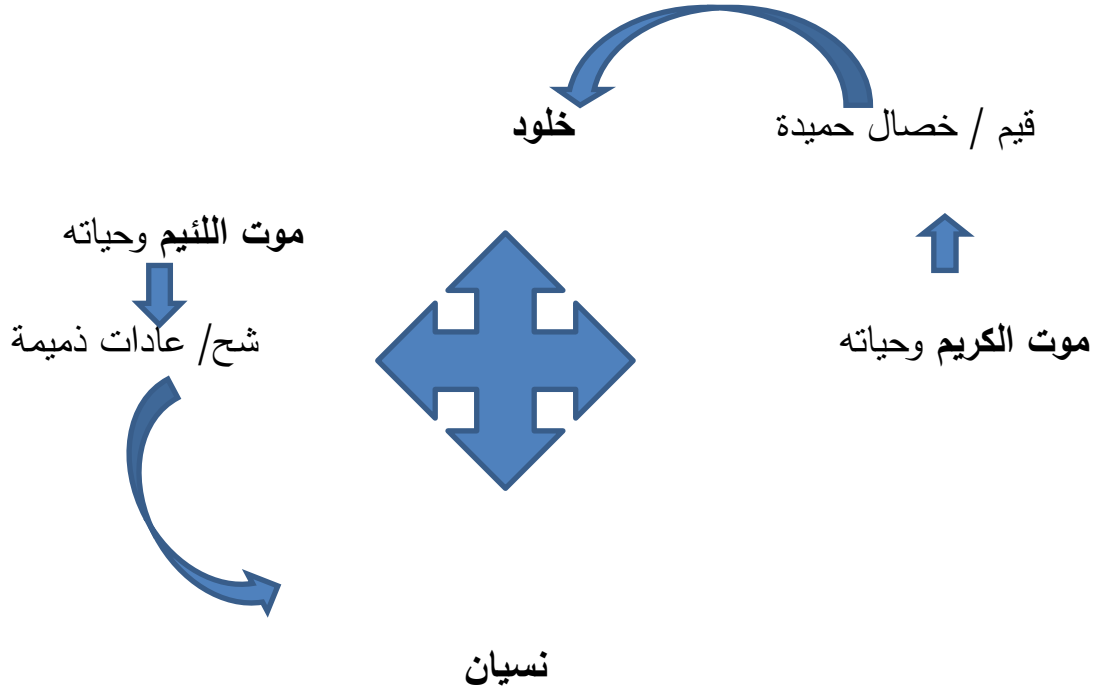 قيم / خصال حميدة
خلود
موت اللئيم وحياته
شح/ عادات ذميمة
موت الكريم وحياته
نسيان